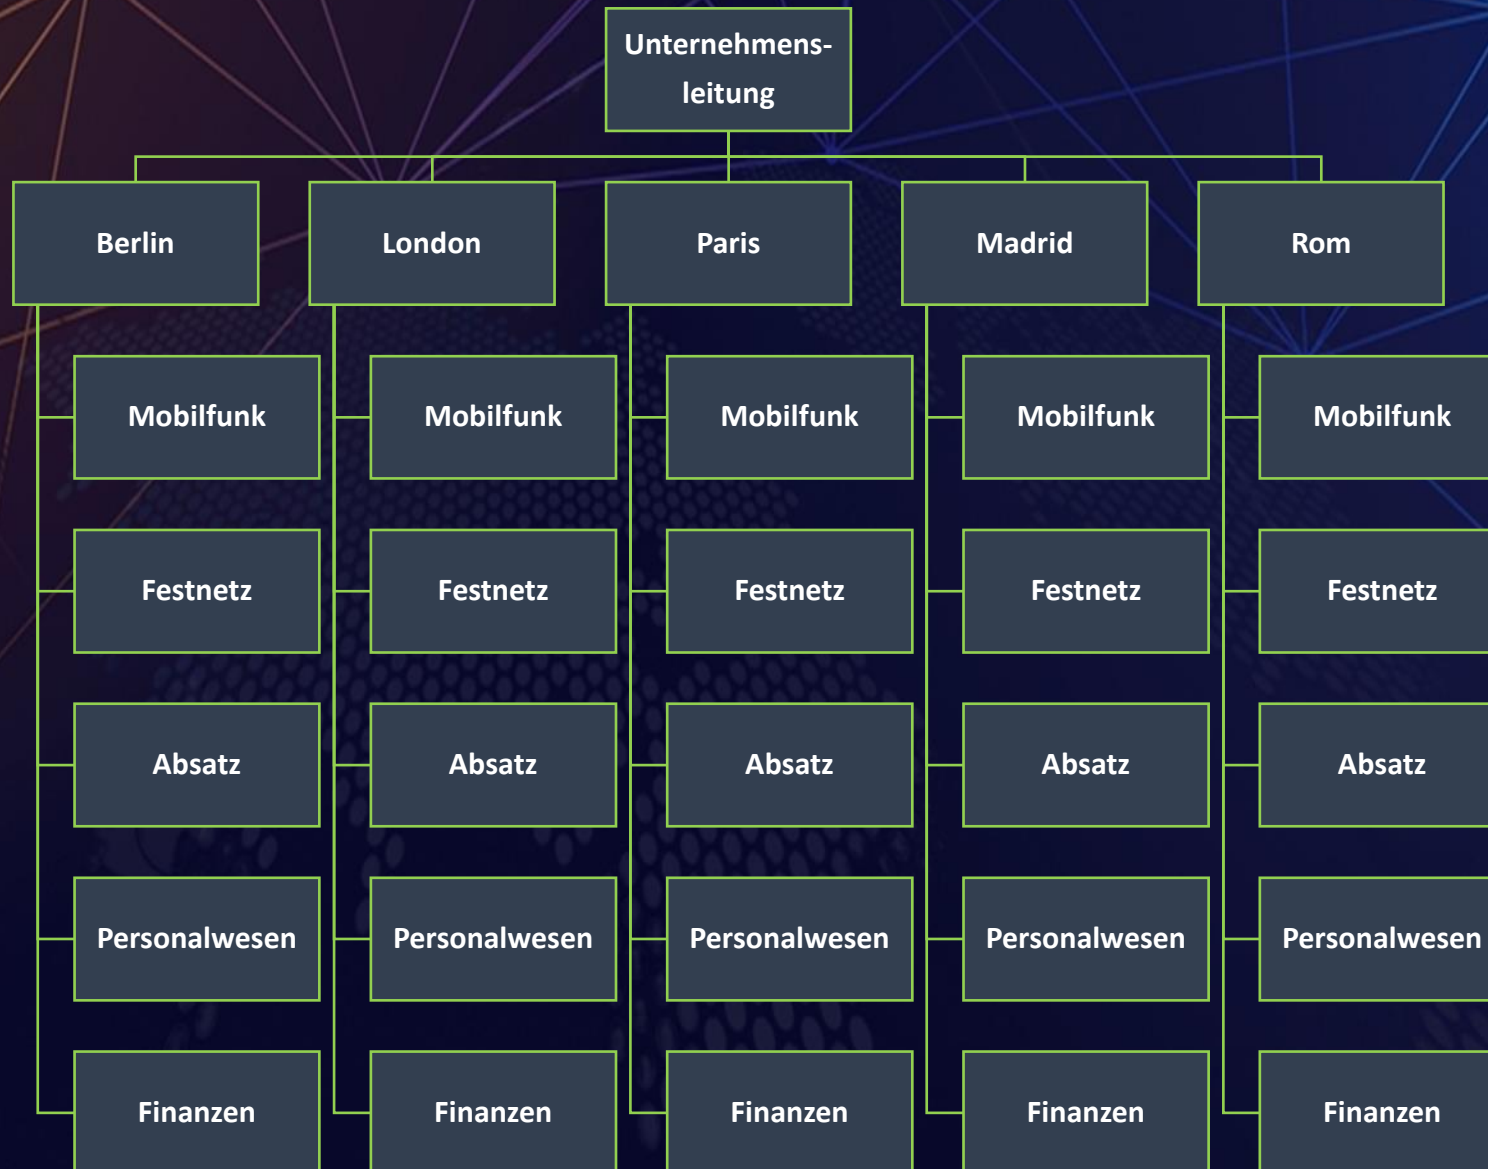 Unternehmens-
leitung
Berlin
London
Paris
Madrid
Rom
Mobilfunk
Mobilfunk
Mobilfunk
Mobilfunk
Mobilfunk
Festnetz
Festnetz
Festnetz
Festnetz
Festnetz
Absatz
Absatz
Absatz
Absatz
Absatz
Personalwesen
Personalwesen
Personalwesen
Personalwesen
Personalwesen
Finanzen
Finanzen
Finanzen
Finanzen
Finanzen